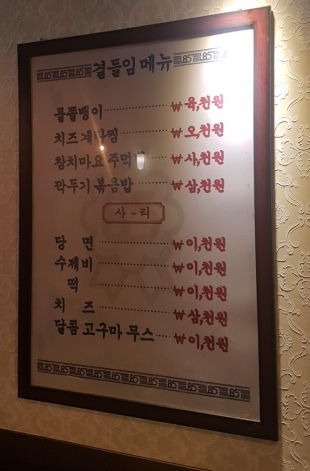 곁들임 메뉴
물쫄뱅이 ₩육,천원
치즈 계란찜 ₩오,천원
참치마요 주먹 ₩사,천원
깍두기 볶음밥 ₩삼,천원
사-리
당 면 ₩이,천원
수제비 ₩이,천원
떡 ₩이,천원
치 즈 ₩삼,천원
달콤 고구마 무스 ₩이,천원